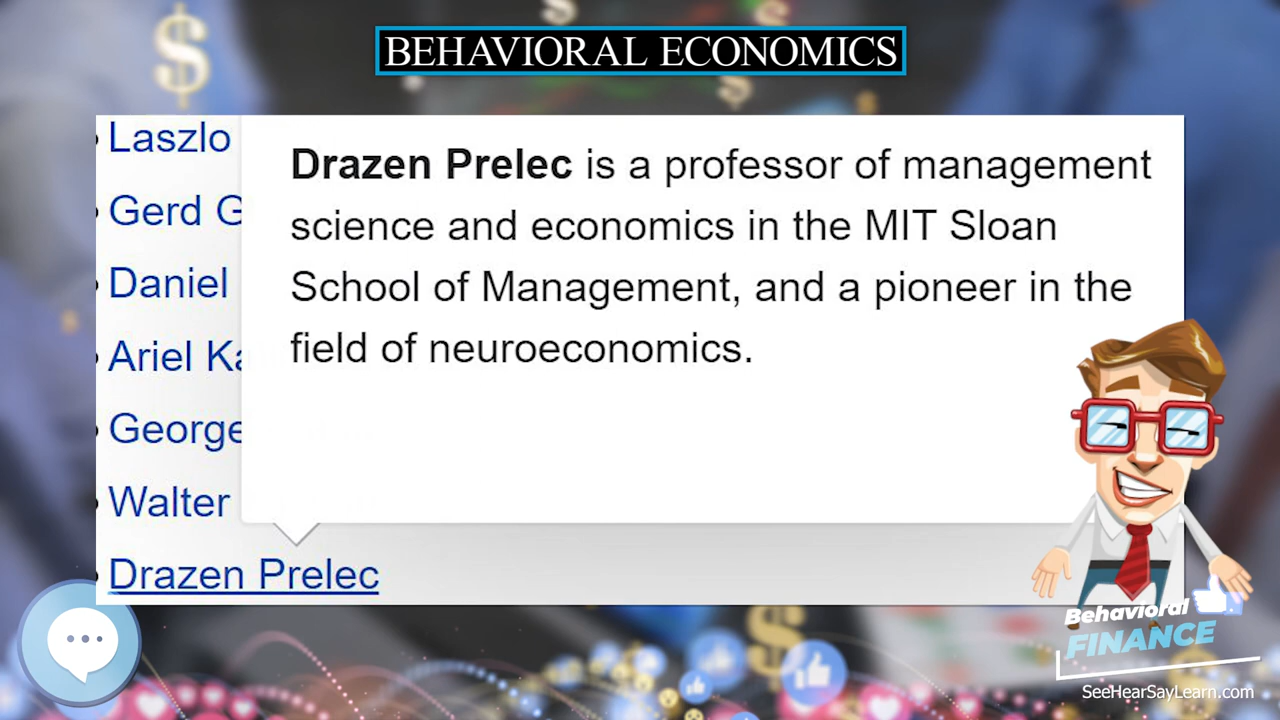 BEHAVIORAL ECONOMICS
Laszlo
Gerd G
Daniel
Ariel Ka
George
Walter
Drazen Prelec
Drazen Prelec is a professor of management
science and economics in the MIT Sloan
School of Management, and a pioneer in the
field of neuroeconomics.
Behavioral
FINANCE
SeeHearSayLearn.com